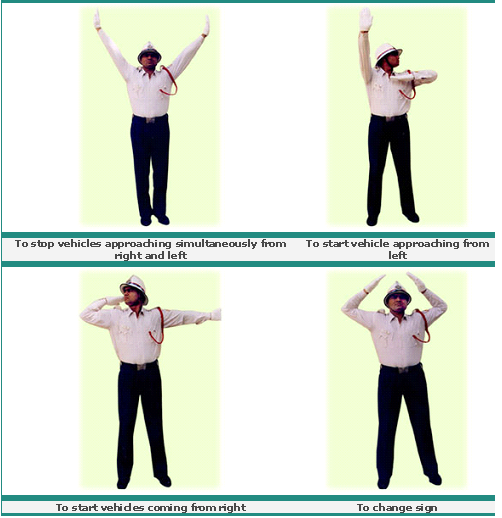 To stop vehicles approaching simultaneously from
right and left
To start vehicle approaching from
left
To start vehicles coming from right
To change sign